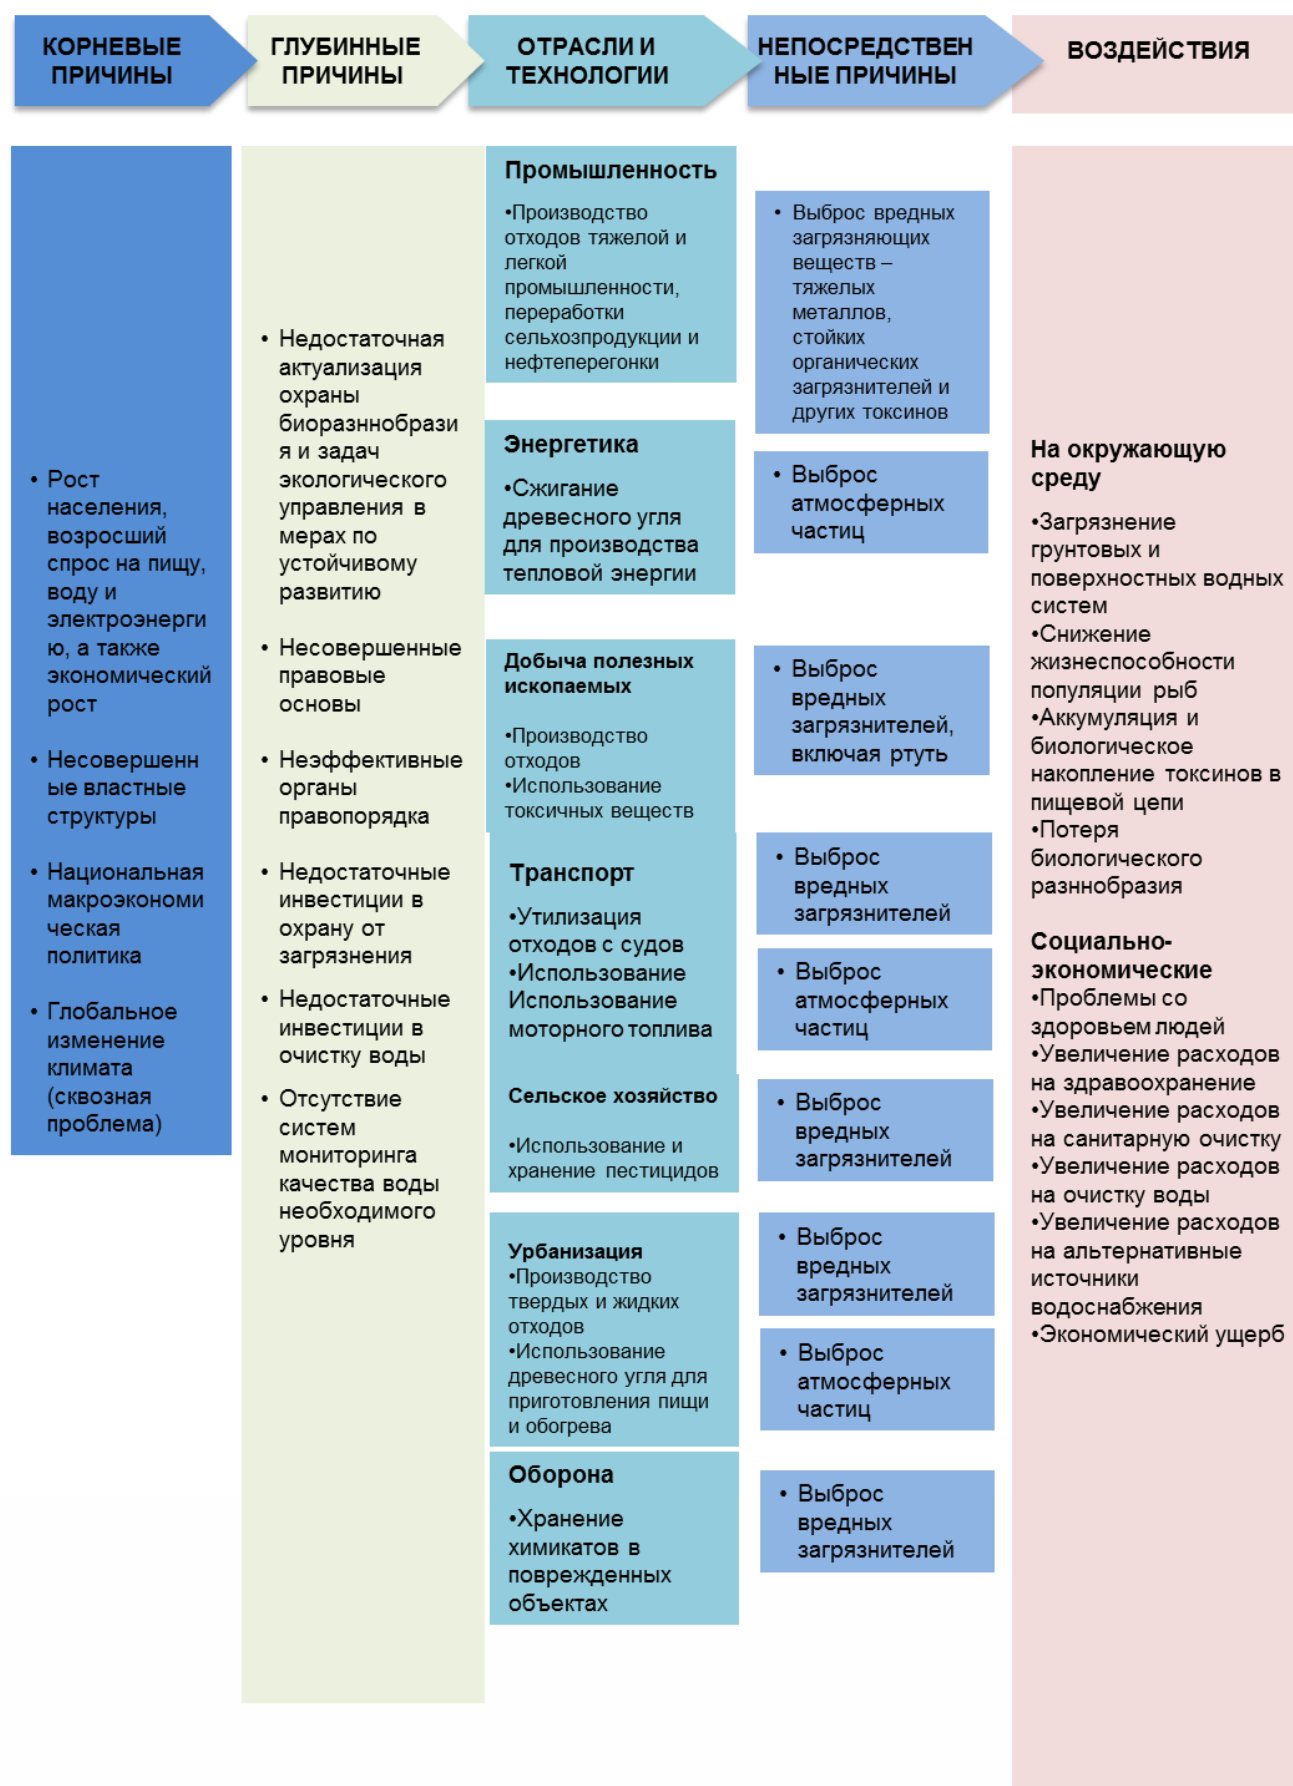 КОРНЕВЫЕ
ПРИЧИНЫ
ГЛУБИННЫЕ
ПРИЧИНЫ
ОТРАСЛИ И
ТЕХНОЛОГИИ
НЕПОСРЕДСТВЕН
НЫЕ ПРИЧИНЫ
ВОЗДЕЙСТВИЯ
• Рост
населения,
возросший
спрос на пищу,
воду и
электроэнерги
ю, а также
экономический
рост
• Несовершенн
ые властные
структуры
• Национальная
макроэкономи
ческая
политика
• Глобальное
изменение
климата
(сквозная
проблема)
• Недостаточная
актуализация
охраны
биоразннобрази
я и задач
экологического
управления в
мерах по
устойчивому
развитию
• Несовершенные
правовые
основы
• Неэффективные
органы
правопорядка
• Недостаточные
инвестиции в
охрану от
загрязнения
• Недостаточные
инвестиции в
очистку воды
• Отсутствие
систем
мониторинга
качества воды
необходимого
уровня
Промышленность
•Производство
отходов тяжелой и
легкой
промышленности,
переработки
сельхозпродукции и
нефтеперегонки
Энергетика
•Сжигание
древесного угля
для производства
тепловой энергии
Добыча полезных
ископаемых
•Производство
отходов
•Использование
токсичных веществ
Транспорт
•Утилизация
отходов с судов
•Использование
Использование
моторного топлива
Сельское хозяйство
•Использование и
хранение пестицидов
Урбанизация
•Производство
твердых и жидких
отходов
•Использование
древесного угля для
приготовления пищи
и обогрева
Оборона
•Хранение
химикатов в
поврежденных
объектах
• Выброс вредных
загрязняющих
веществ –
тяжелых
металлов,
стойких
органических
загрязнителей и
других токсинов
• Выброс
атмосферных
частиц
• Выброс
вредных
загрязнителей,
включая ртуть
• Выброс
вредных
загрязнителей
• Выброс
атмосферных
частиц
• Выброс
вредных
загрязнителей
• Выброс
вредных
загрязнителей
• Выброс
атмосферных
частиц
• Выброс
вредных
загрязнителей
На окружающую
среду
•Загрязнение
грунтовых и
поверхностных водных
систем
•Снижение
жизнеспособности
популяции рыб
•Аккумуляция и
биологическое
накопление токсинов в
пищевой цепи
•Потеря
биологического
разннобразия
Социально-
экономические
•Проблемы со
здоровьем людей
•Увеличение расходов
на здравоохранение
•Увеличение расходов
на санитарную очистку
•Увеличение расходов
на очистку воды
•Увеличение расходов
на альтернативные
источники
водоснабжения
•Экономический ущерб